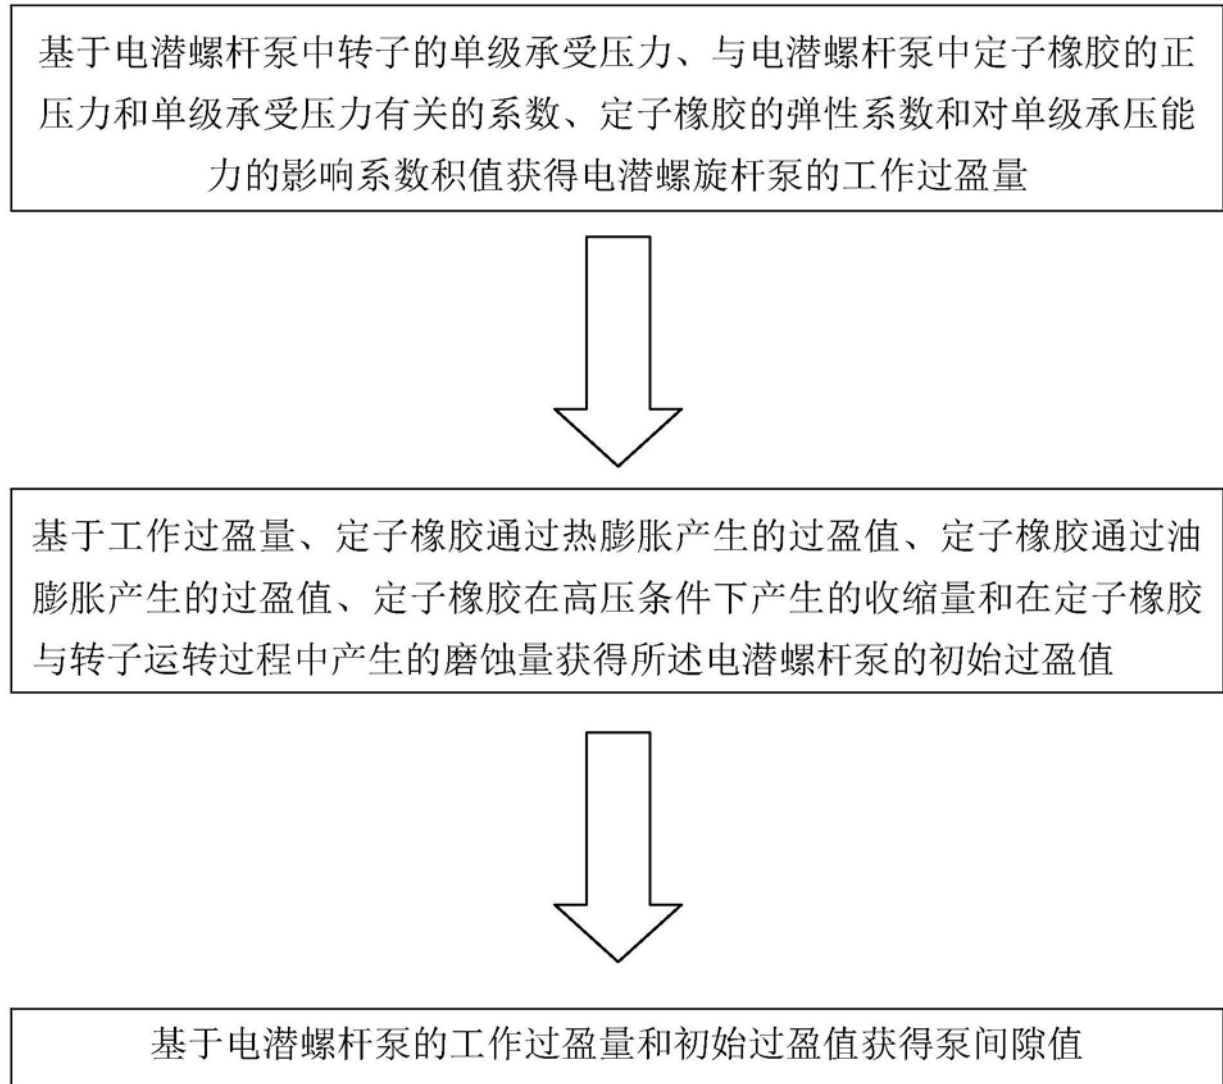 基于电潜螺杆泵中转子的单级承受压力、与电潜螺杆泵中定子橡胶的正
压力和单级承受压力有关的系数、定子橡胶的弹性系数和对单级承压能
力的影响系数积值获得电潜螺旋杆泵的工作过盈量
基于工作过盈量、定子橡胶通过热膨胀产生的过盈值、定子橡胶通过油
膨胀产生的过盈值、定子橡胶在高压条件下产生的收缩量和在定子橡胶
与转子运转过程中产生的磨蚀量获得所述电潜螺杆泵的初始过盈值
基于电潜螺杆泵的工作过盈量和初始过盈值获得泵间隙值